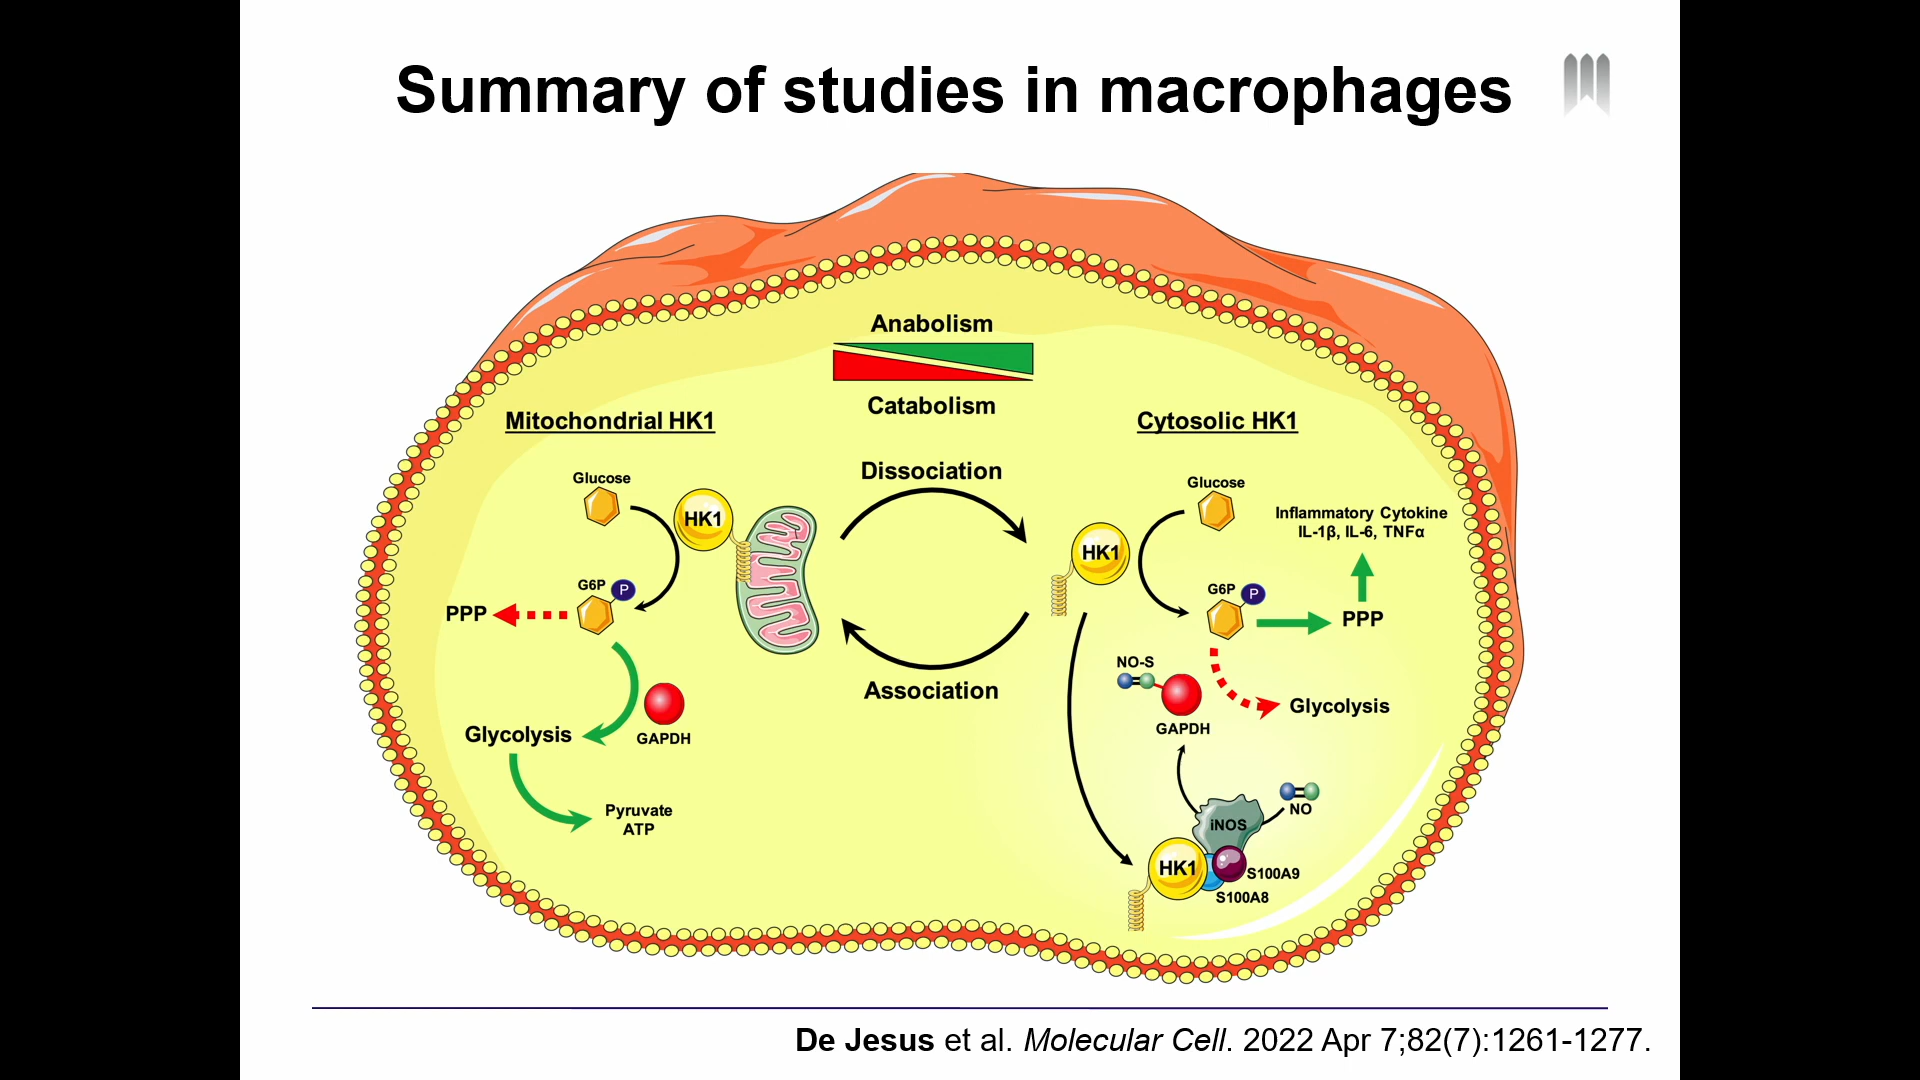 Summary of studies in macrophages
Anabolism
Catabolism
Mitochondrial HK1
Glucose
HK1
G6P
P
PPP
GAPDH
Glycolysis
Pyruvate
ATP
Dissociation
Association
Cytosolic HK1
Glucose
Inflammatory Cytokine
IL-1β, IL-6, TNFα
HK1
G6P
P
PPP
NO-S
GAPDH
Glycolysis
NO
iNOS
HK1
S100A9
S100A8
De Jesus et al. Molecular Cell. 2022 Apr 7;82(7):1261-1277.